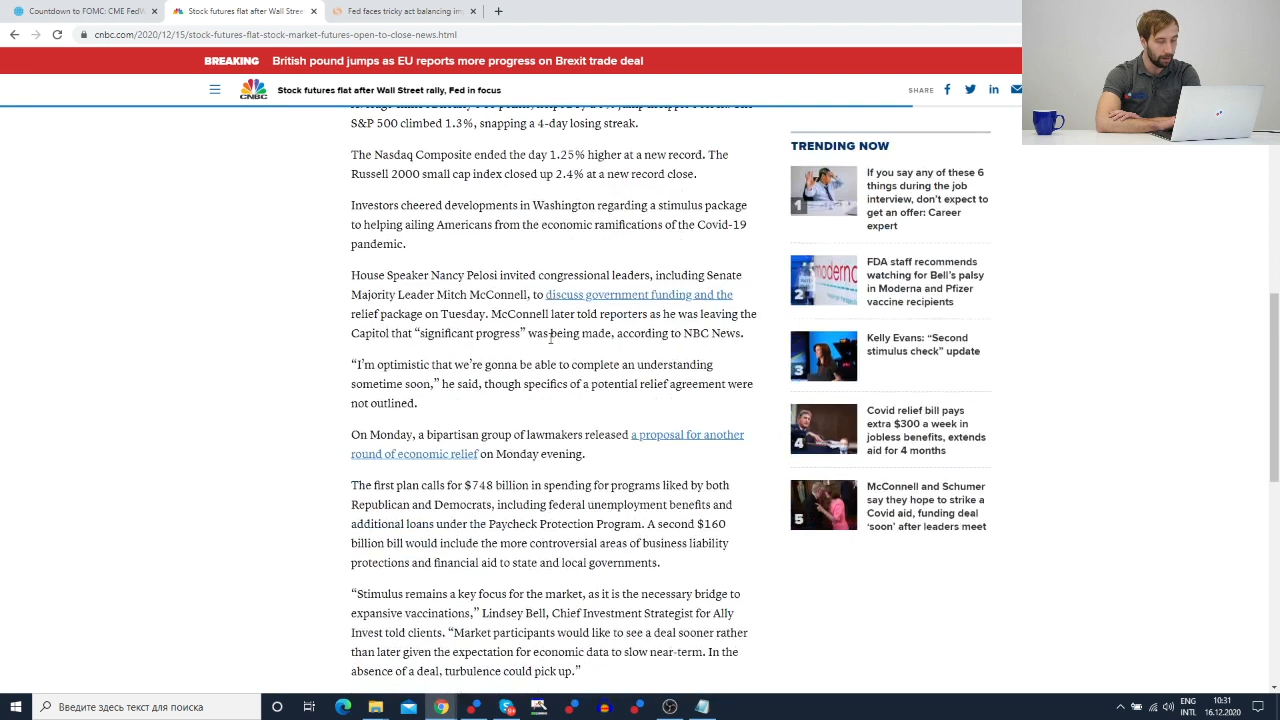 Countdown to FOMC: CME FedW
Stock futures flat after Wall Street
Fed faces tricky act, balancing im
cnbc.com/2020/12/15/stock-futures-flat-stock-market-futures-open-to-close-news.html
BREAKING British pound jumps as EU reports more progress on Brexit trade deal
CNBC
Stock futures flat after Wall Street rally, Fed in focus
SHARE
S&P 500 climbed 1.3%, snapping a 4-day losing streak.
The Nasdaq Composite ended the day 1.25% higher at a new record. The
Russell 2000 small cap index closed up 2.4% at a new record close.
Investors cheered developments in Washington regarding a stimulus package
to helping ailing Americans from the economic ramifications of the Covid-19
pandemic.
House Speaker Nancy Pelosi invited congressional leaders, including Senate
Majority Leader Mitch McConnell, to discuss government funding and the
relief package on Tuesday. McConnell later told reporters as he was leaving the
Capitol that “significant progress” was being made, according to NBC News.
“I’m optimistic that we’re gonna be able to complete an understanding
sometime soon,” he said, though specifics of a potential relief agreement were
not outlined.
On Monday, a bipartisan group of lawmakers released a proposal for another
round of economic relief on Monday evening.
The first plan calls for $748 billion in spending for programs liked by both
Republican and Democrats, including federal unemployment benefits and
additional loans under the Paycheck Protection Program. A second $160
billion bill would include the more controversial areas of business liability
protections and financial aid to state and local governments.
“Stimulus remains a key focus for the market, as it is the necessary bridge to
expansive vaccinations,” Lindsey Bell, Chief Investment Strategist for Ally
Invest told clients. “Market participants would like to see a deal sooner rather
than later given the expectation for economic data to slow near-term. In the
absence of a deal, turbulence could pick up.”
TRENDING NOW
1
If you say any of these 6
things during the job
interview, don’t expect to
get an offer: Career
expert
2
FDA staff recommends
watching for Bell’s palsy
in Moderna and Pfizer
vaccine recipients
3
Kelly Evans: “Second
stimulus check” update
4
Covid relief bill pays
extra $300 a week in
jobless benefits, extends
aid for 4 months
5
McConnell and Schumer
say they hope to strike a
Covid aid, funding deal
‘soon’ after leaders meet
Введите здесь текст для поиска
ENG
INTL
10:31
16.12.2020